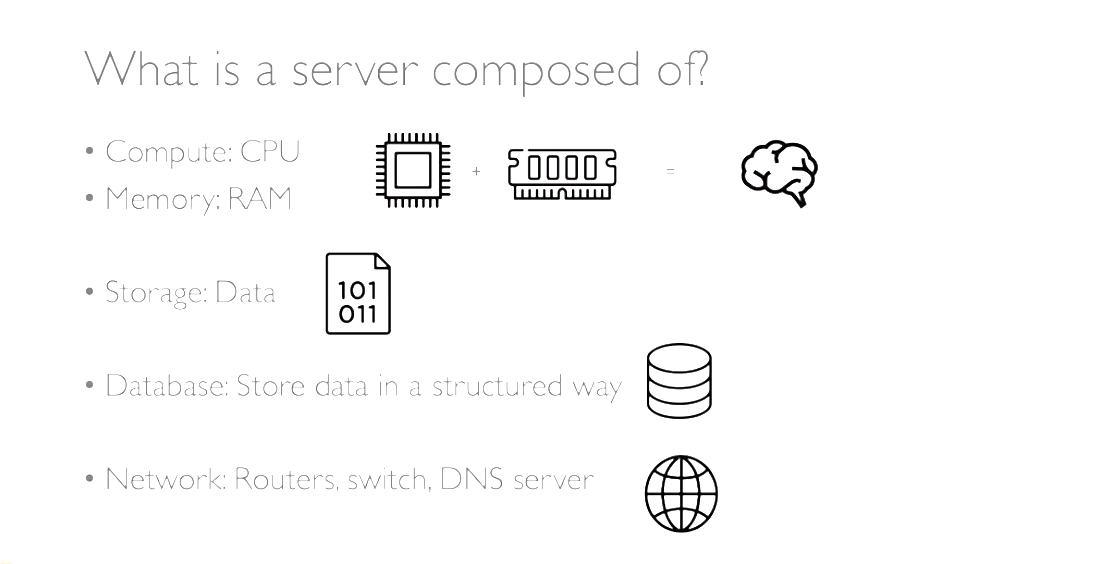 What is a server composed of?
• Compute: CPU
• Memory: RAM
+ =
• Storage: Data
101
011
• Database: Store data in a structured way
• Network: Routers, switch, DNS server